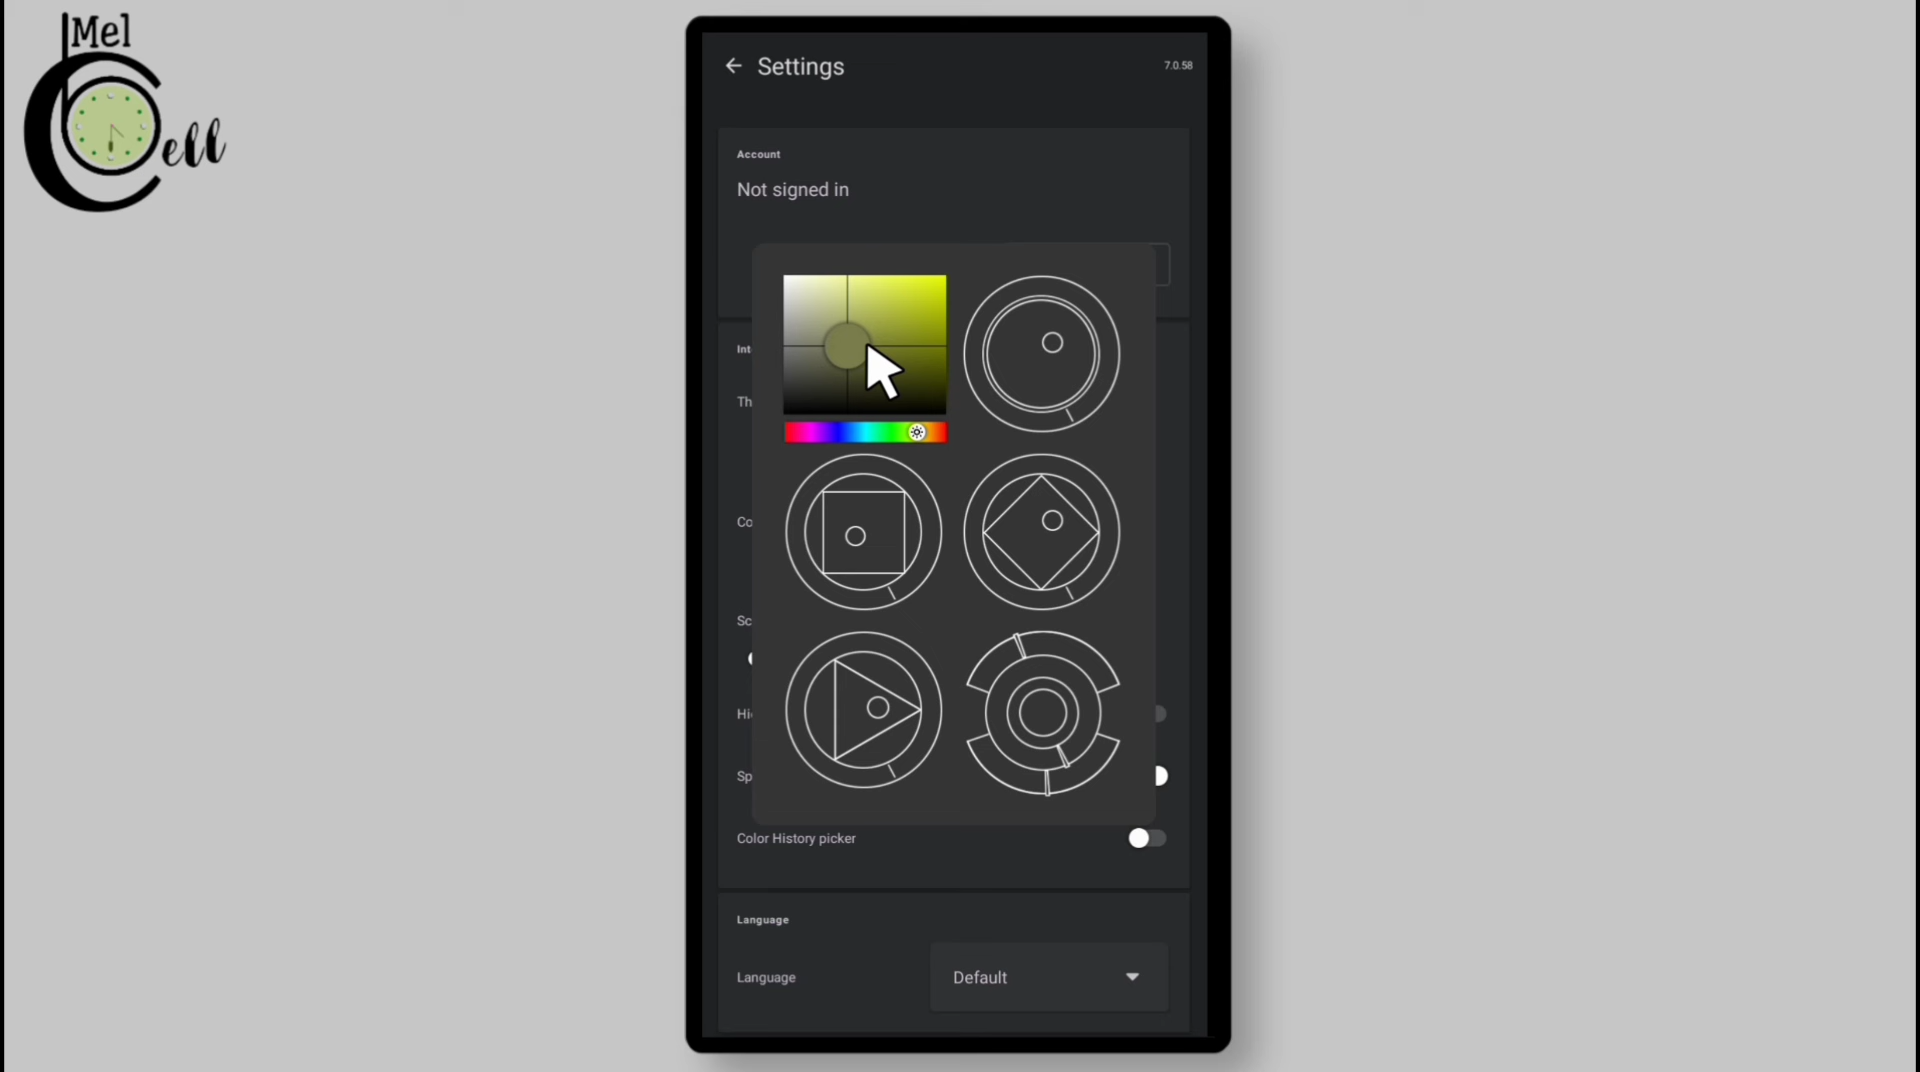 Mel
Cell
Settings
7.0.58
Account
Not signed in
Int
Th
Co
Sc
Hi
Sp
Color History picker
Language
Language
Default